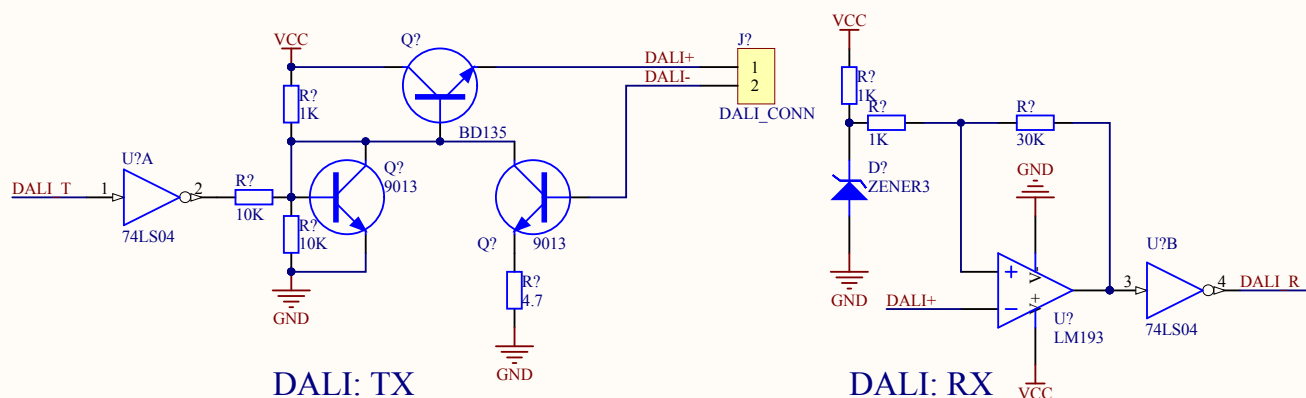 VCC
Q?
DALI+
DALI-
J?
1
2
DALI_CONN
R?
1K
BD135
U?A
DALI_T
1
2
74LS04
R?
10K
Q?
9013
R?
10K
GND
Q?
9013
R?
4.7
GND
DALI: TX
VCC
R?
1K
R?
1K
R?
30K
D?
ZENER3
GND
GND
V-
V+
+
-
DALI+
U?
LM193
VCC
U?B
3
4
DALI_R
74LS04
DALI: RX